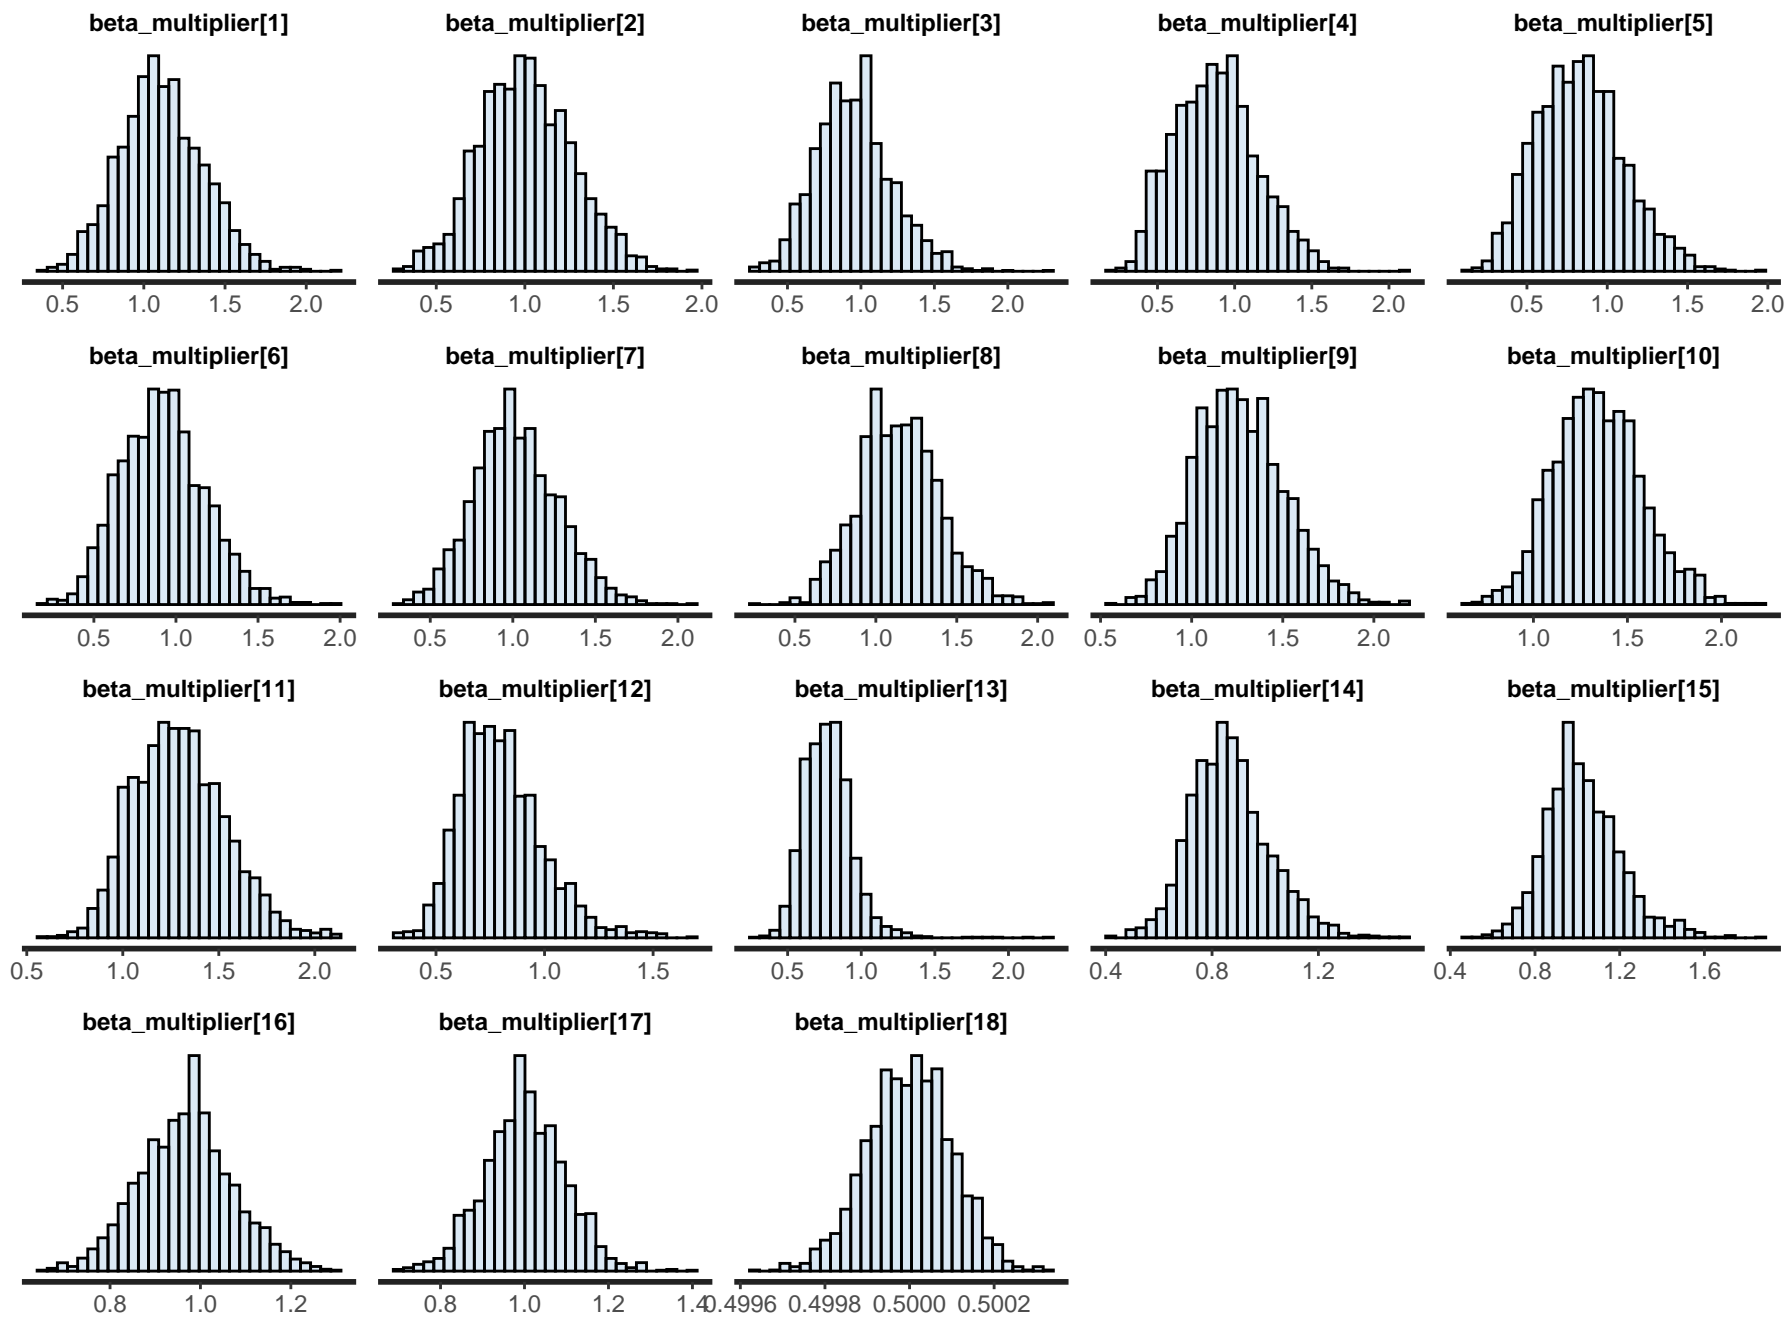 beta_multiplier[1] beta_multiplier[2] beta_multiplier[3] beta_multiplier[4] beta_multiplier[5]
0.5 1.0 1.5 2.0 0.5 1.0 1.5 2.0 0.5 1.0 1.5 2.0 0.5 1.0 1.5 2.0 0.5 1.0 1.5 2.0
beta_multiplier[6] beta_multiplier[7] beta_multiplier[8] beta_multiplier[9] beta_multiplier[10]
0.5 1.0 1.5 2.0 0.5 1.0 1.5 2.0 0.5 1.0 1.5 2.0 0.5 1.0 1.5 2.0 1.0 1.5 2.0
beta_multiplier[11] beta_multiplier[12] beta_multiplier[13] beta_multiplier[14] beta_multiplier[15]
0.5 1.0 1.5 2.0 0.5 1.0 1.5 0.5 1.0 1.5 2.0 0.4 0.8 1.2 0.4 0.8 1.2 1.6
beta_multiplier[16] beta_multiplier[17] beta_multiplier[18]
0.8 1.0 1.2 0.8 1.0 1.2 1.4 0.4996 0.4998 0.5000 0.5002